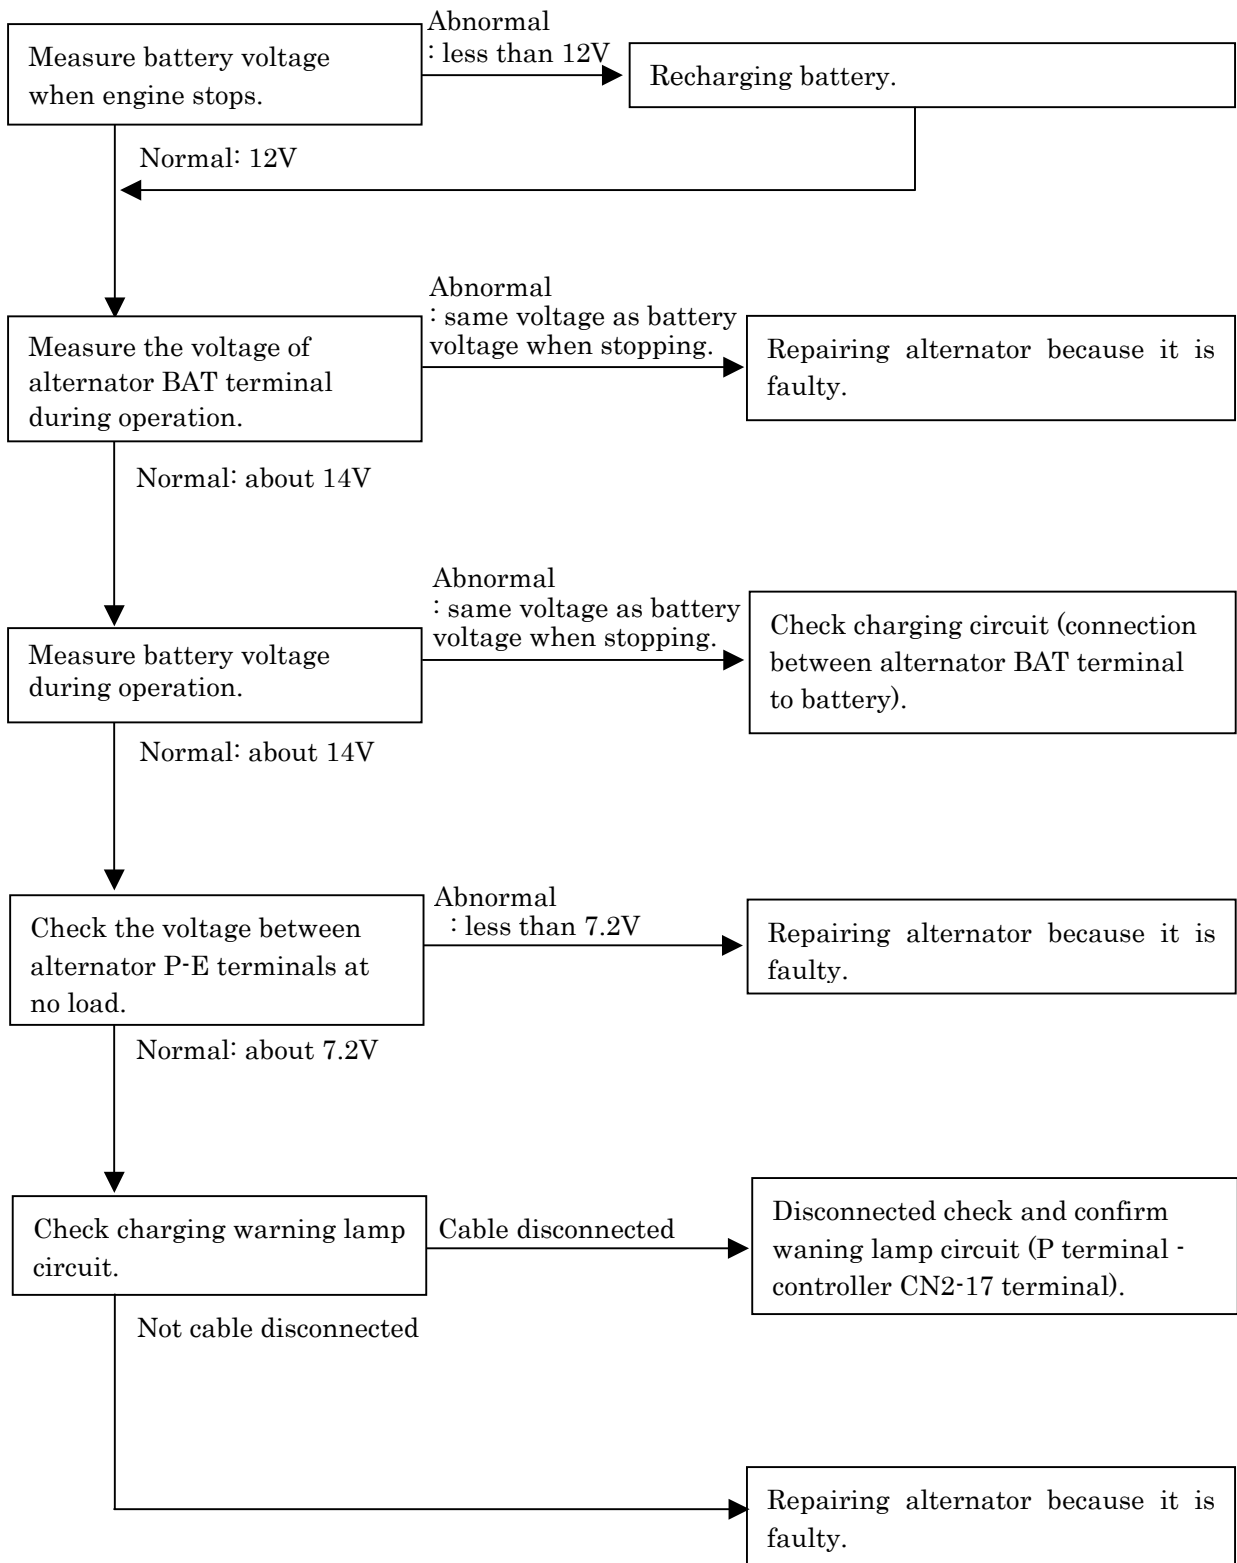 Abnormal
: less than 12V
Measure battery voltage
when engine stops.
Recharging battery.
Normal: 12V
Abnormal
: same voltage as battery
voltage when stopping.
Measure the voltage of
alternator BAT terminal
during operation.
Repairing alternator because it is
faulty.
Normal: about 14V
Abnormal
: same voltage as battery
voltage when stopping.
Measure battery voltage
during operation.
Check charging circuit (connection
between alternator BAT terminal
to battery).
Normal: about 14V
Abnormal
: less than 7.2V
Check the voltage between
alternator P-E terminals at
no load.
Repairing alternator because it is
faulty.
Normal: about 7.2V
Check charging warning lamp
circuit.
Cable disconnected
Disconnected check and confirm
waning lamp circuit (P terminal -
controller CN2-17 terminal).
Not cable disconnected
Repairing alternator because it is
faulty.